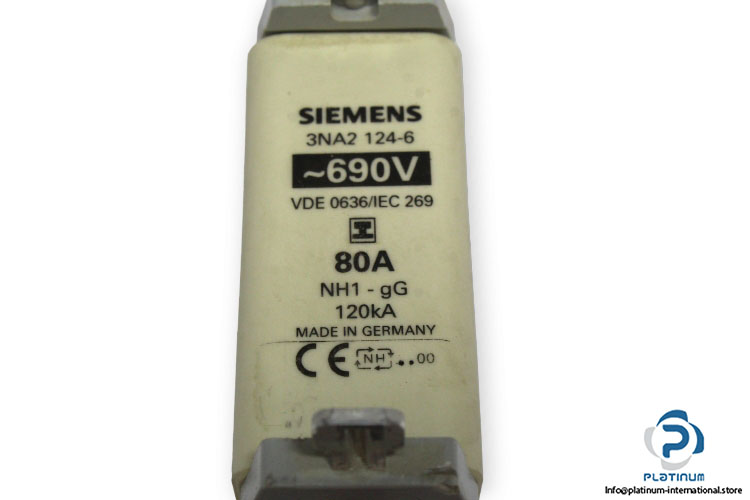 SIEMENS
3NA2 124-6
~690V
VDE 0636/IEC 269
80A
NH1 - gG
120kA
MADE IN GERMANY
CE NH ..00
PLATINUM
Info@platinum-international.store